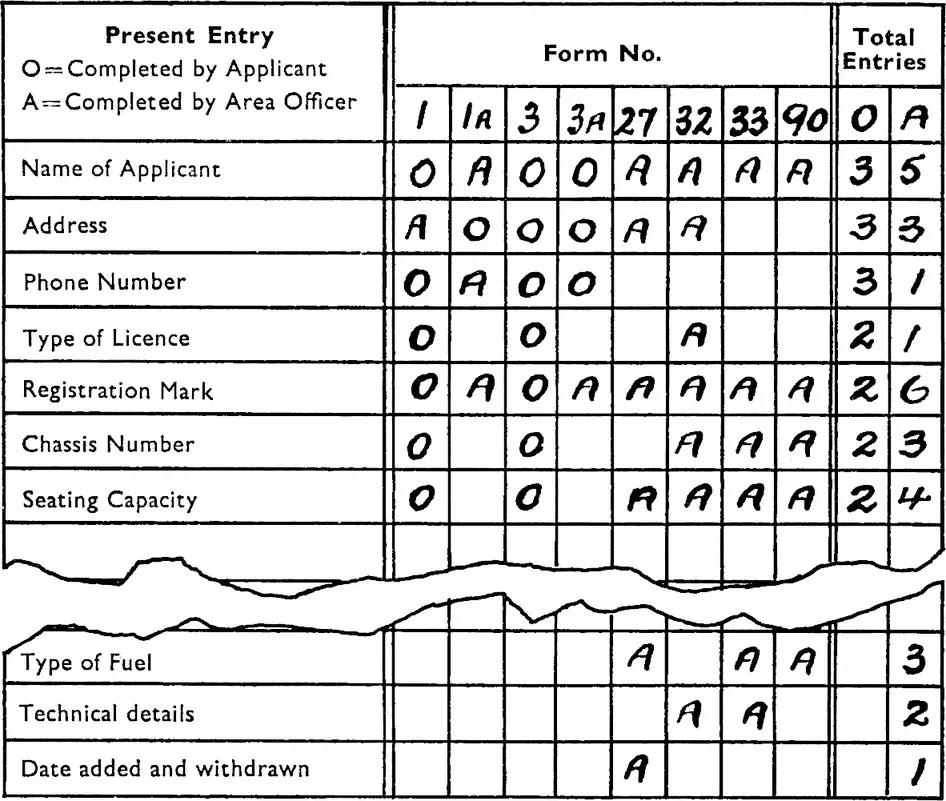 Present Entry
O=Completed by Applicant
A=Completed by Area Officer
Form No.
Total
Entries
1 1A 3 3A 27 32 33 90 O A
Name of Applicant O A O O A A A A 3 5
Address A O O O A A 3 3
Phone Number O A O O 3 1
Type of Licence O O A 2 1
Registration Mark O A O A A A A A 2 6
Chassis Number O O A A A 2 3
Seating Capacity O O A A A A 2 4
Type of Fuel A A A 3
Technical details A A 2
Date added and withdrawn A 1